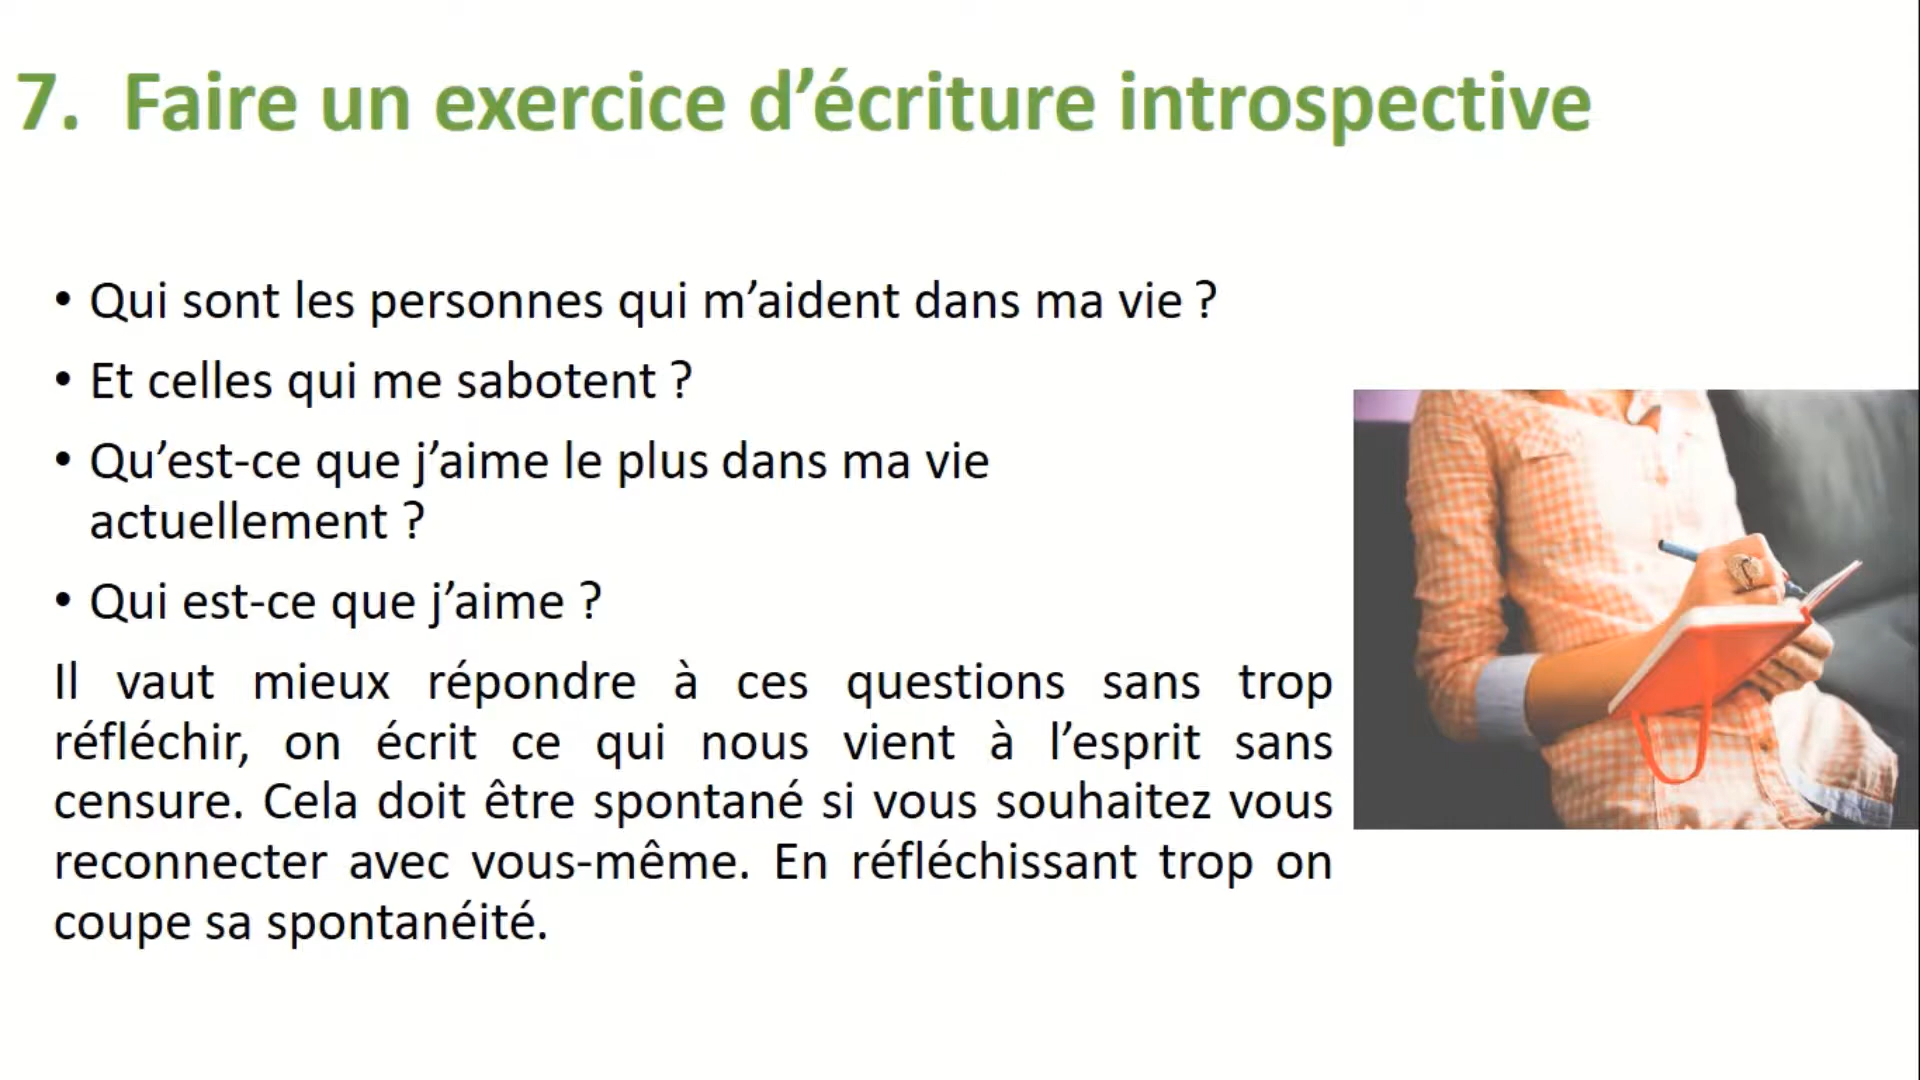 7. Faire un exercice d’écriture introspective
• Qui sont les personnes qui m’aident dans ma vie ?
• Et celles qui me sabotent ?
• Qu’est-ce que j’aime le plus dans ma vie
actuellement ?
• Qui est-ce que j’aime ?
Il vaut mieux répondre à ces questions sans trop
réfléchir, on écrit ce qui nous vient à l’esprit sans
censure. Cela doit être spontané si vous souhaitez vous
reconnecter avec vous-même. En réfléchissant trop on
coupe sa spontanéité.